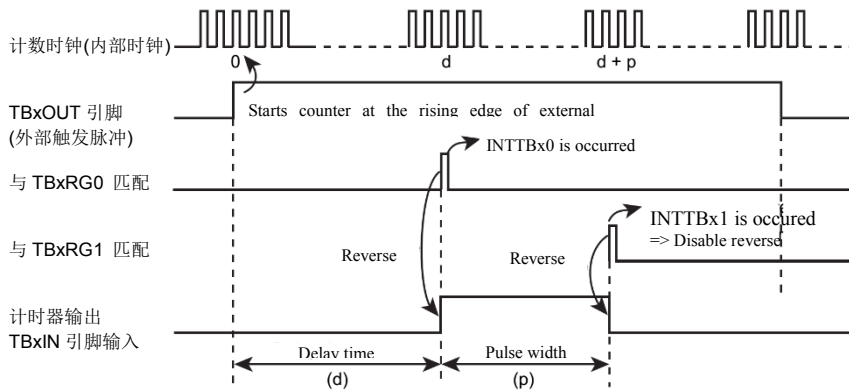 计数时钟(内部时钟)
0
d
d + p
TBxOUT 引脚
(外部触发脉冲)
Starts counter at the rising edge of external
INTTBx0 is occurred
与 TBxRG0 匹配
INTTBx1 is occured
=> Disable reverse
与 TBxRG1 匹配
Reverse
Reverse
计时器输出
TBxIN 引脚输入
Delay time
(d)
Pulse width
(p)